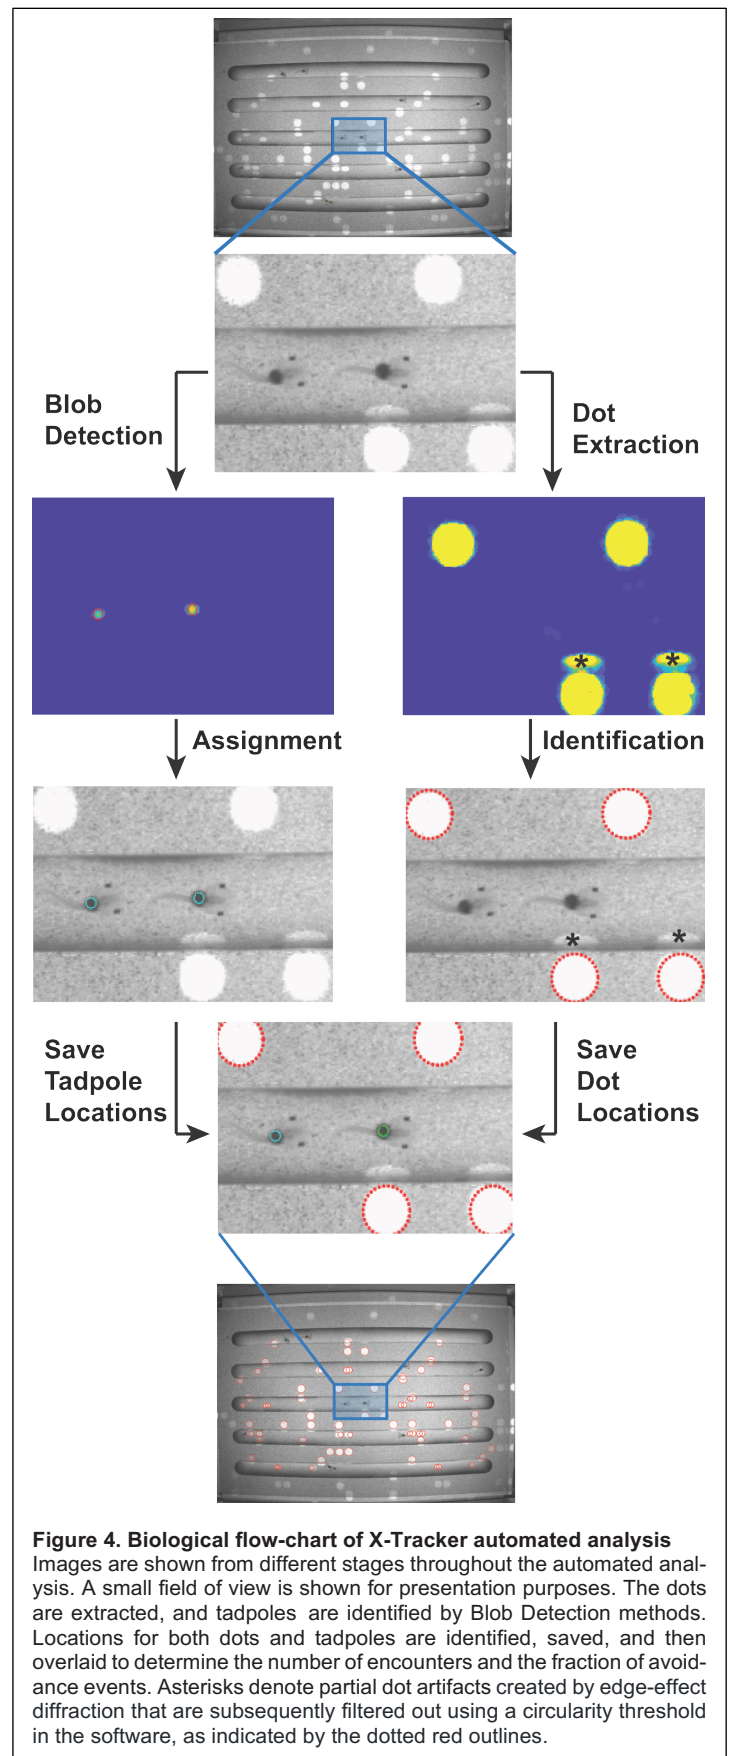 Blob
Detection
Dot
Extraction
*
*
Assignment
Identification
*
*
Save
Tadpole
Locations
Save
Dot
Locations
Figure 4. Biological flow-chart of X-Tracker automated analysis
Images are shown from different stages throughout the automated anal-
ysis. A small field of view is shown for presentation purposes. The dots
are extracted, and tadpoles are identified by Blob Detection methods.
Locations for both dots and tadpoles are identified, saved, and then
overlaid to determine the number of encounters and the fraction of avoid-
ance events. Asterisks denote partial dot artifacts created by edge-effect
diffraction that are subsequently filtered out using a circularity threshold
in the software, as indicated by the dotted red outlines.